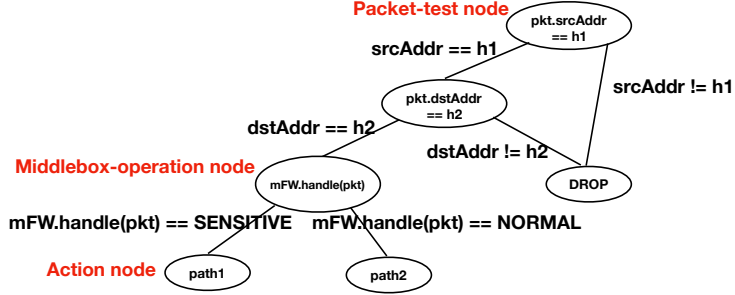 Packet-test node
pkt.srcAddr
== h1
srcAddr == h1
srcAddr != h1
pkt.dstAddr
== h2
dstAddr == h2
dstAddr != h2
Middlebox-operation node
mFW.handle(pkt)
DROP
mFW.handle(pkt) == SENSITIVE
mFW.handle(pkt) == NORMAL
Action node
path1
path2